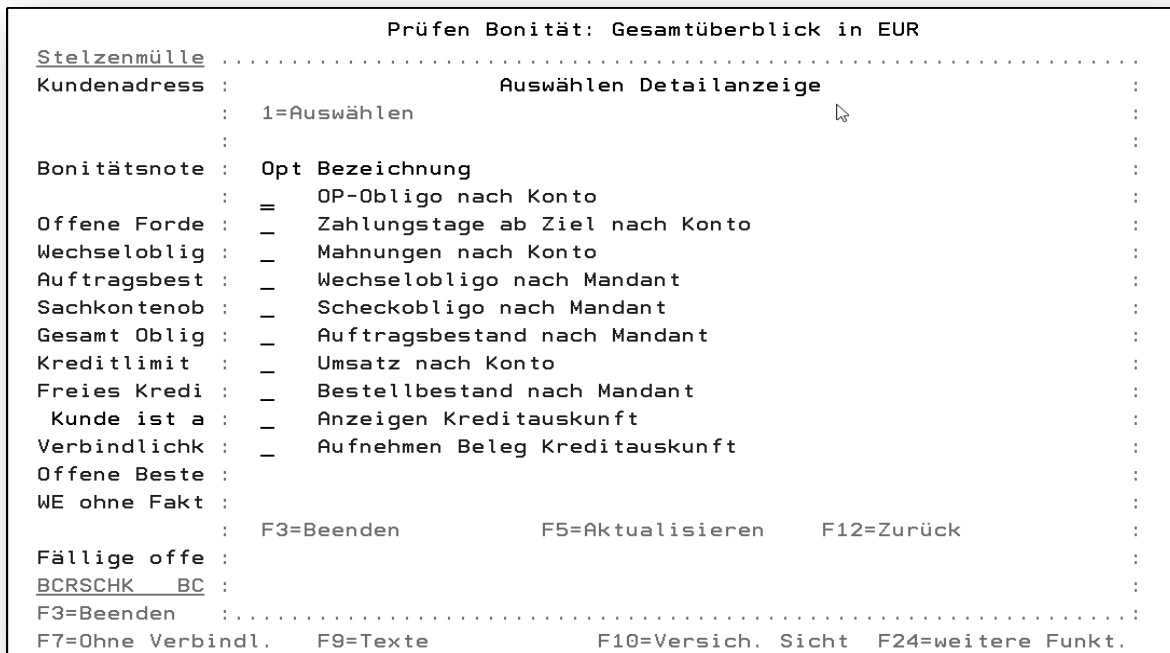 Prüfen Bonität: Gesamtüberblick in EUR
Stelzenmülle ..................................................................
Kundenadress : Auswählen Detailanzeige :
: 1=Auswählen :
: :
Bonitätsnote : Opt Bezeichnung :
: _ OP-Obligo nach Konto :
Offene Forde : _ Zahlungstage ab Ziel nach Konto :
Wechseloblig : _ Mahnungen nach Konto :
Auftragsbest : _ Wechselobligo nach Mandant :
Sachkontenob : _ Scheckobligo nach Mandant :
Gesamt Oblig : _ Auftragsbestand nach Mandant :
Kreditlimit : _ Umsatz nach Konto :
Freies Kredi : _ Bestellbestand nach Mandant :
Kunde ist a : _ Anzeigen Kreditauskunft :
Verbindlichk : _ Aufnehmen Beleg Kreditauskunft :
Offene Beste : :
WE ohne Fakt : :
: F3=Beenden F5=Aktualisieren F12=Zurück :
Fällige offe : :
BCRSCHK BC : :
F3=Beenden :.................................................................:
F7=Ohne Verbindl. F9=Texte F10=Versich. Sicht F24=weitere Funkt.